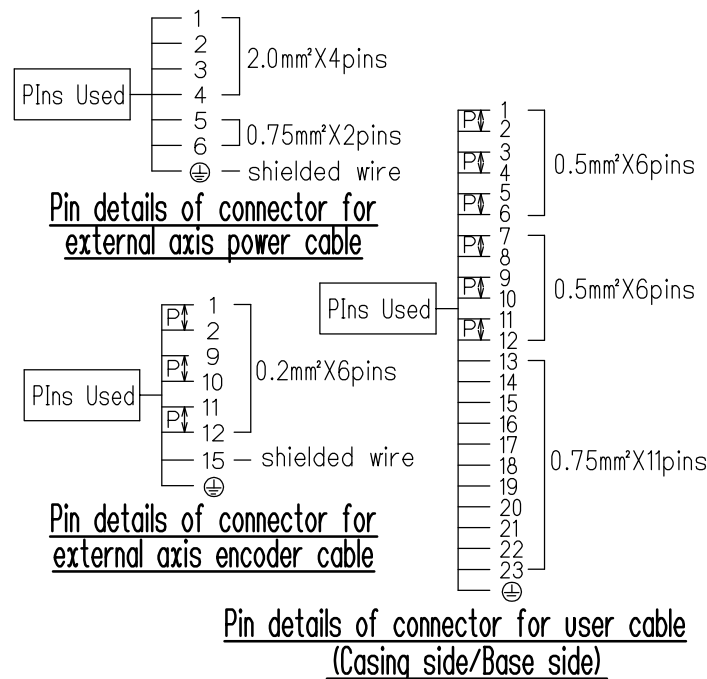 1
2
3
4
5
6
2.0mm²X4pins
PIns Used
0.75mm²X2pins
shielded wire
Pin details of connector for
external axis power cable
P 1
2
P 9
10
P 11
12
15
0.2mm²X6pins
PIns Used
shielded wire
Pin details of connector for
external axis encoder cable
P 1
2
P 3
4
P 5
6
P 7
8
P 9
10
P 11
12
13
14
15
16
17
18
19
20
21
22
23
0.5mm²X6pins
0.5mm²X6pins
PIns Used
0.75mm²X11pins
Pin details of connector for user cable
(Casing side/Base side)